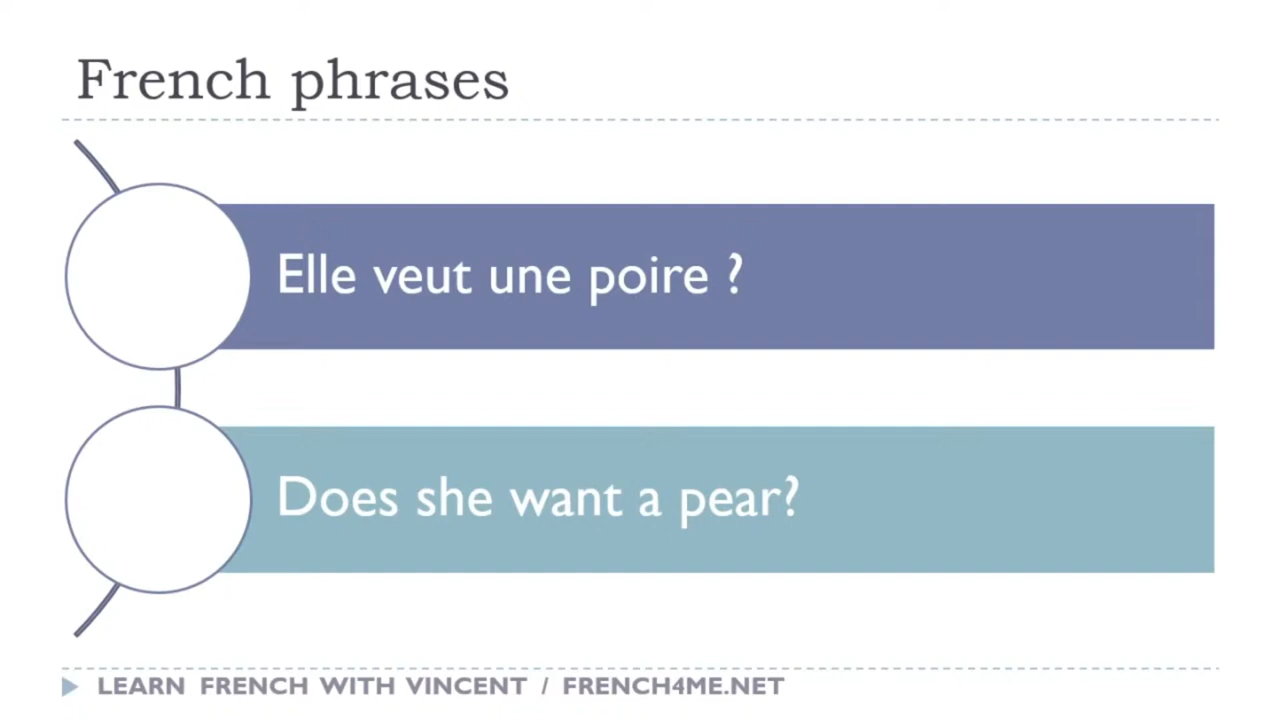 French phrases
Elle veut une poire ?
Does she want a pear?
LEARN FRENCH WITH VINCENT / FRENCH4ME.NET